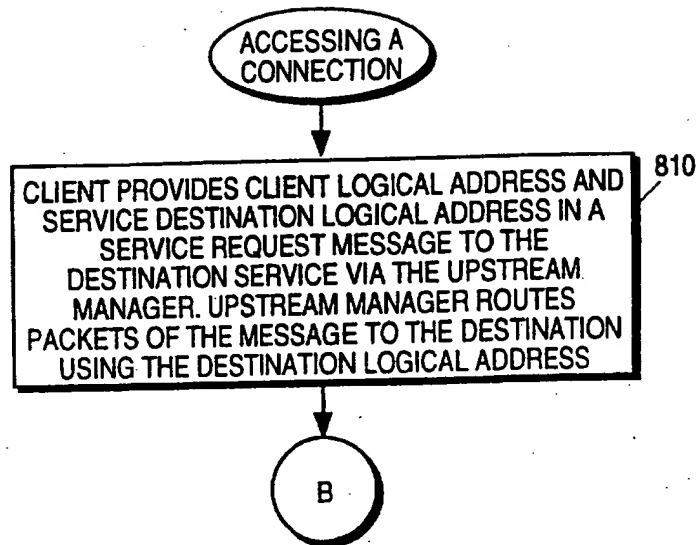 ACCESSING A
CONNECTION
810
CLIENT PROVIDES CLIENT LOGICAL ADDRESS AND
SERVICE DESTINATION LOGICAL ADDRESS IN A
SERVICE REQUEST MESSAGE TO THE
DESTINATION SERVICE VIA THE UPSTREAM
MANAGER. UPSTREAM MANAGER ROUTES
PACKETS OF THE MESSAGE TO THE DESTINATION
USING THE DESTINATION LOGICAL ADDRESS
B